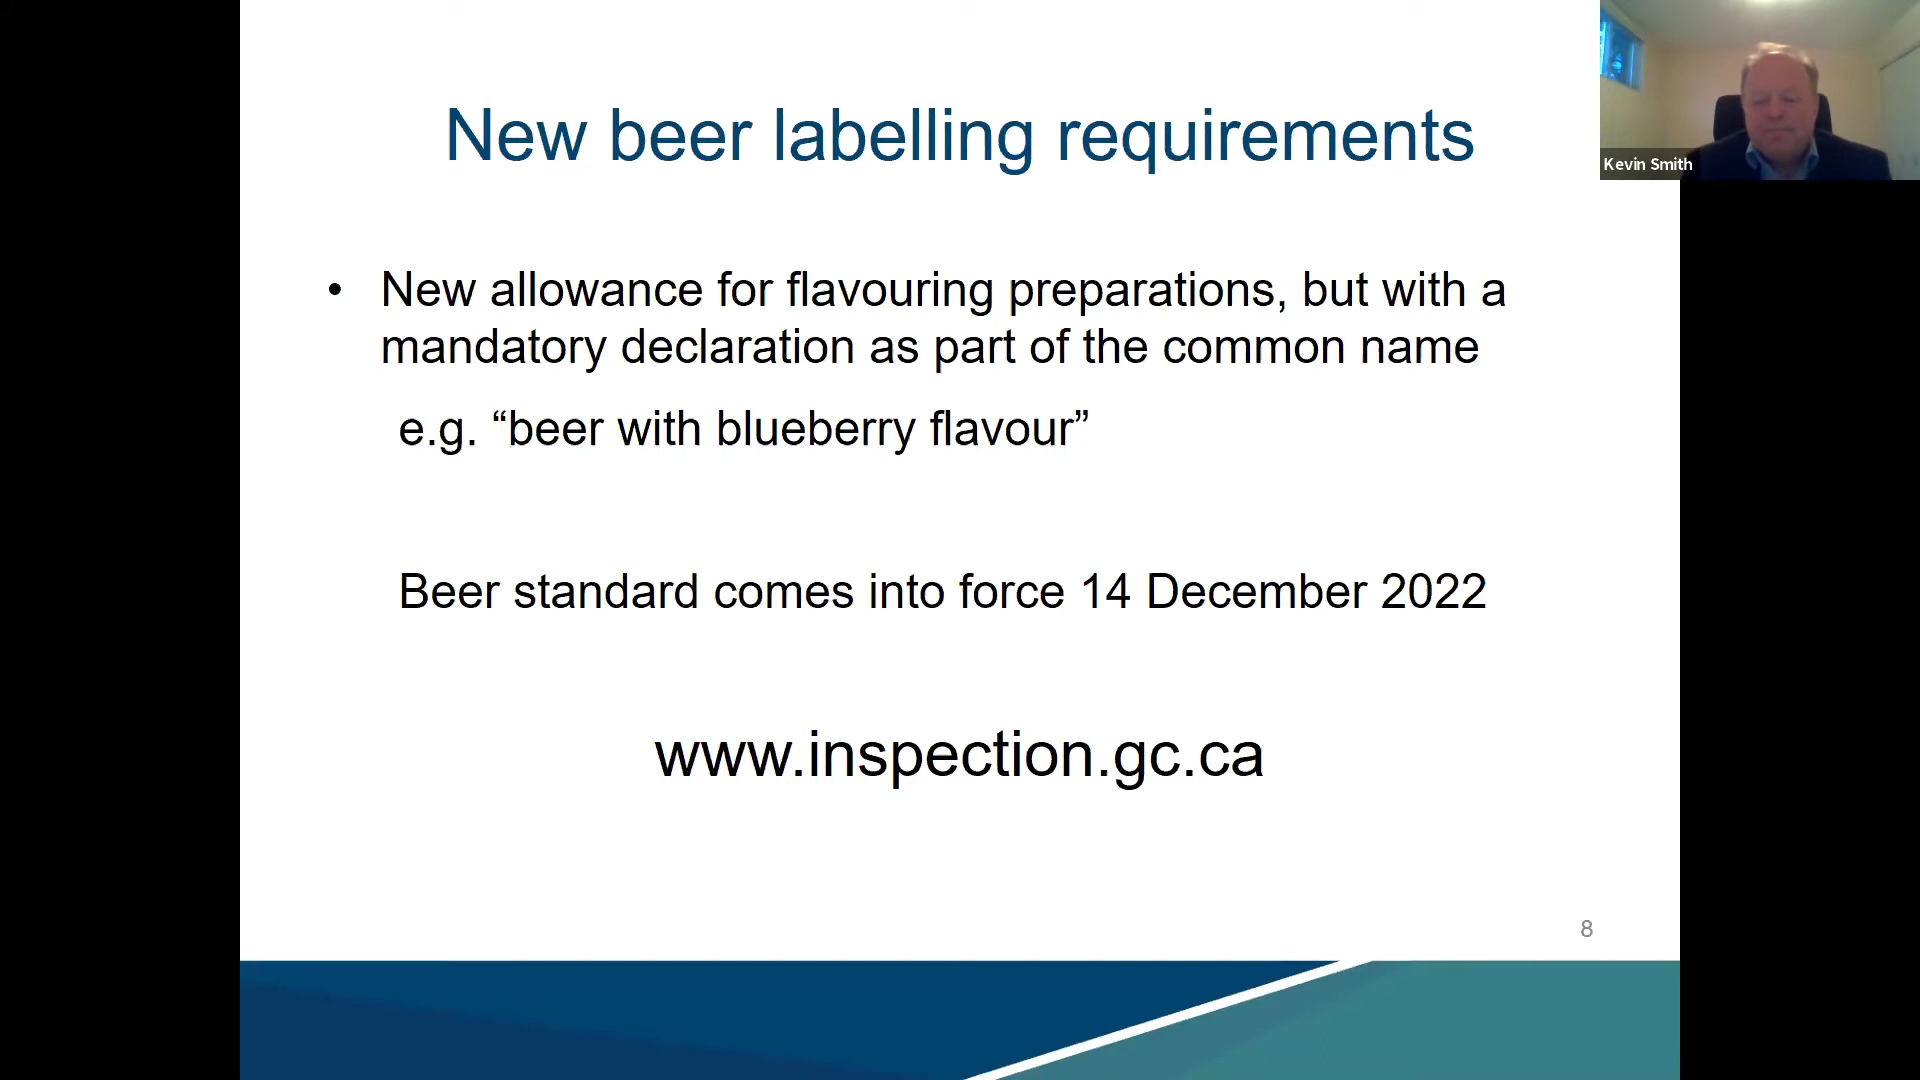 New beer labelling requirements
Kevin Smith
• New allowance for flavouring preparations, but with a
mandatory declaration as part of the common name
e.g. “beer with blueberry flavour”
Beer standard comes into force 14 December 2022
www.inspection.gc.ca
8